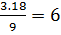 3.18/9 = 6